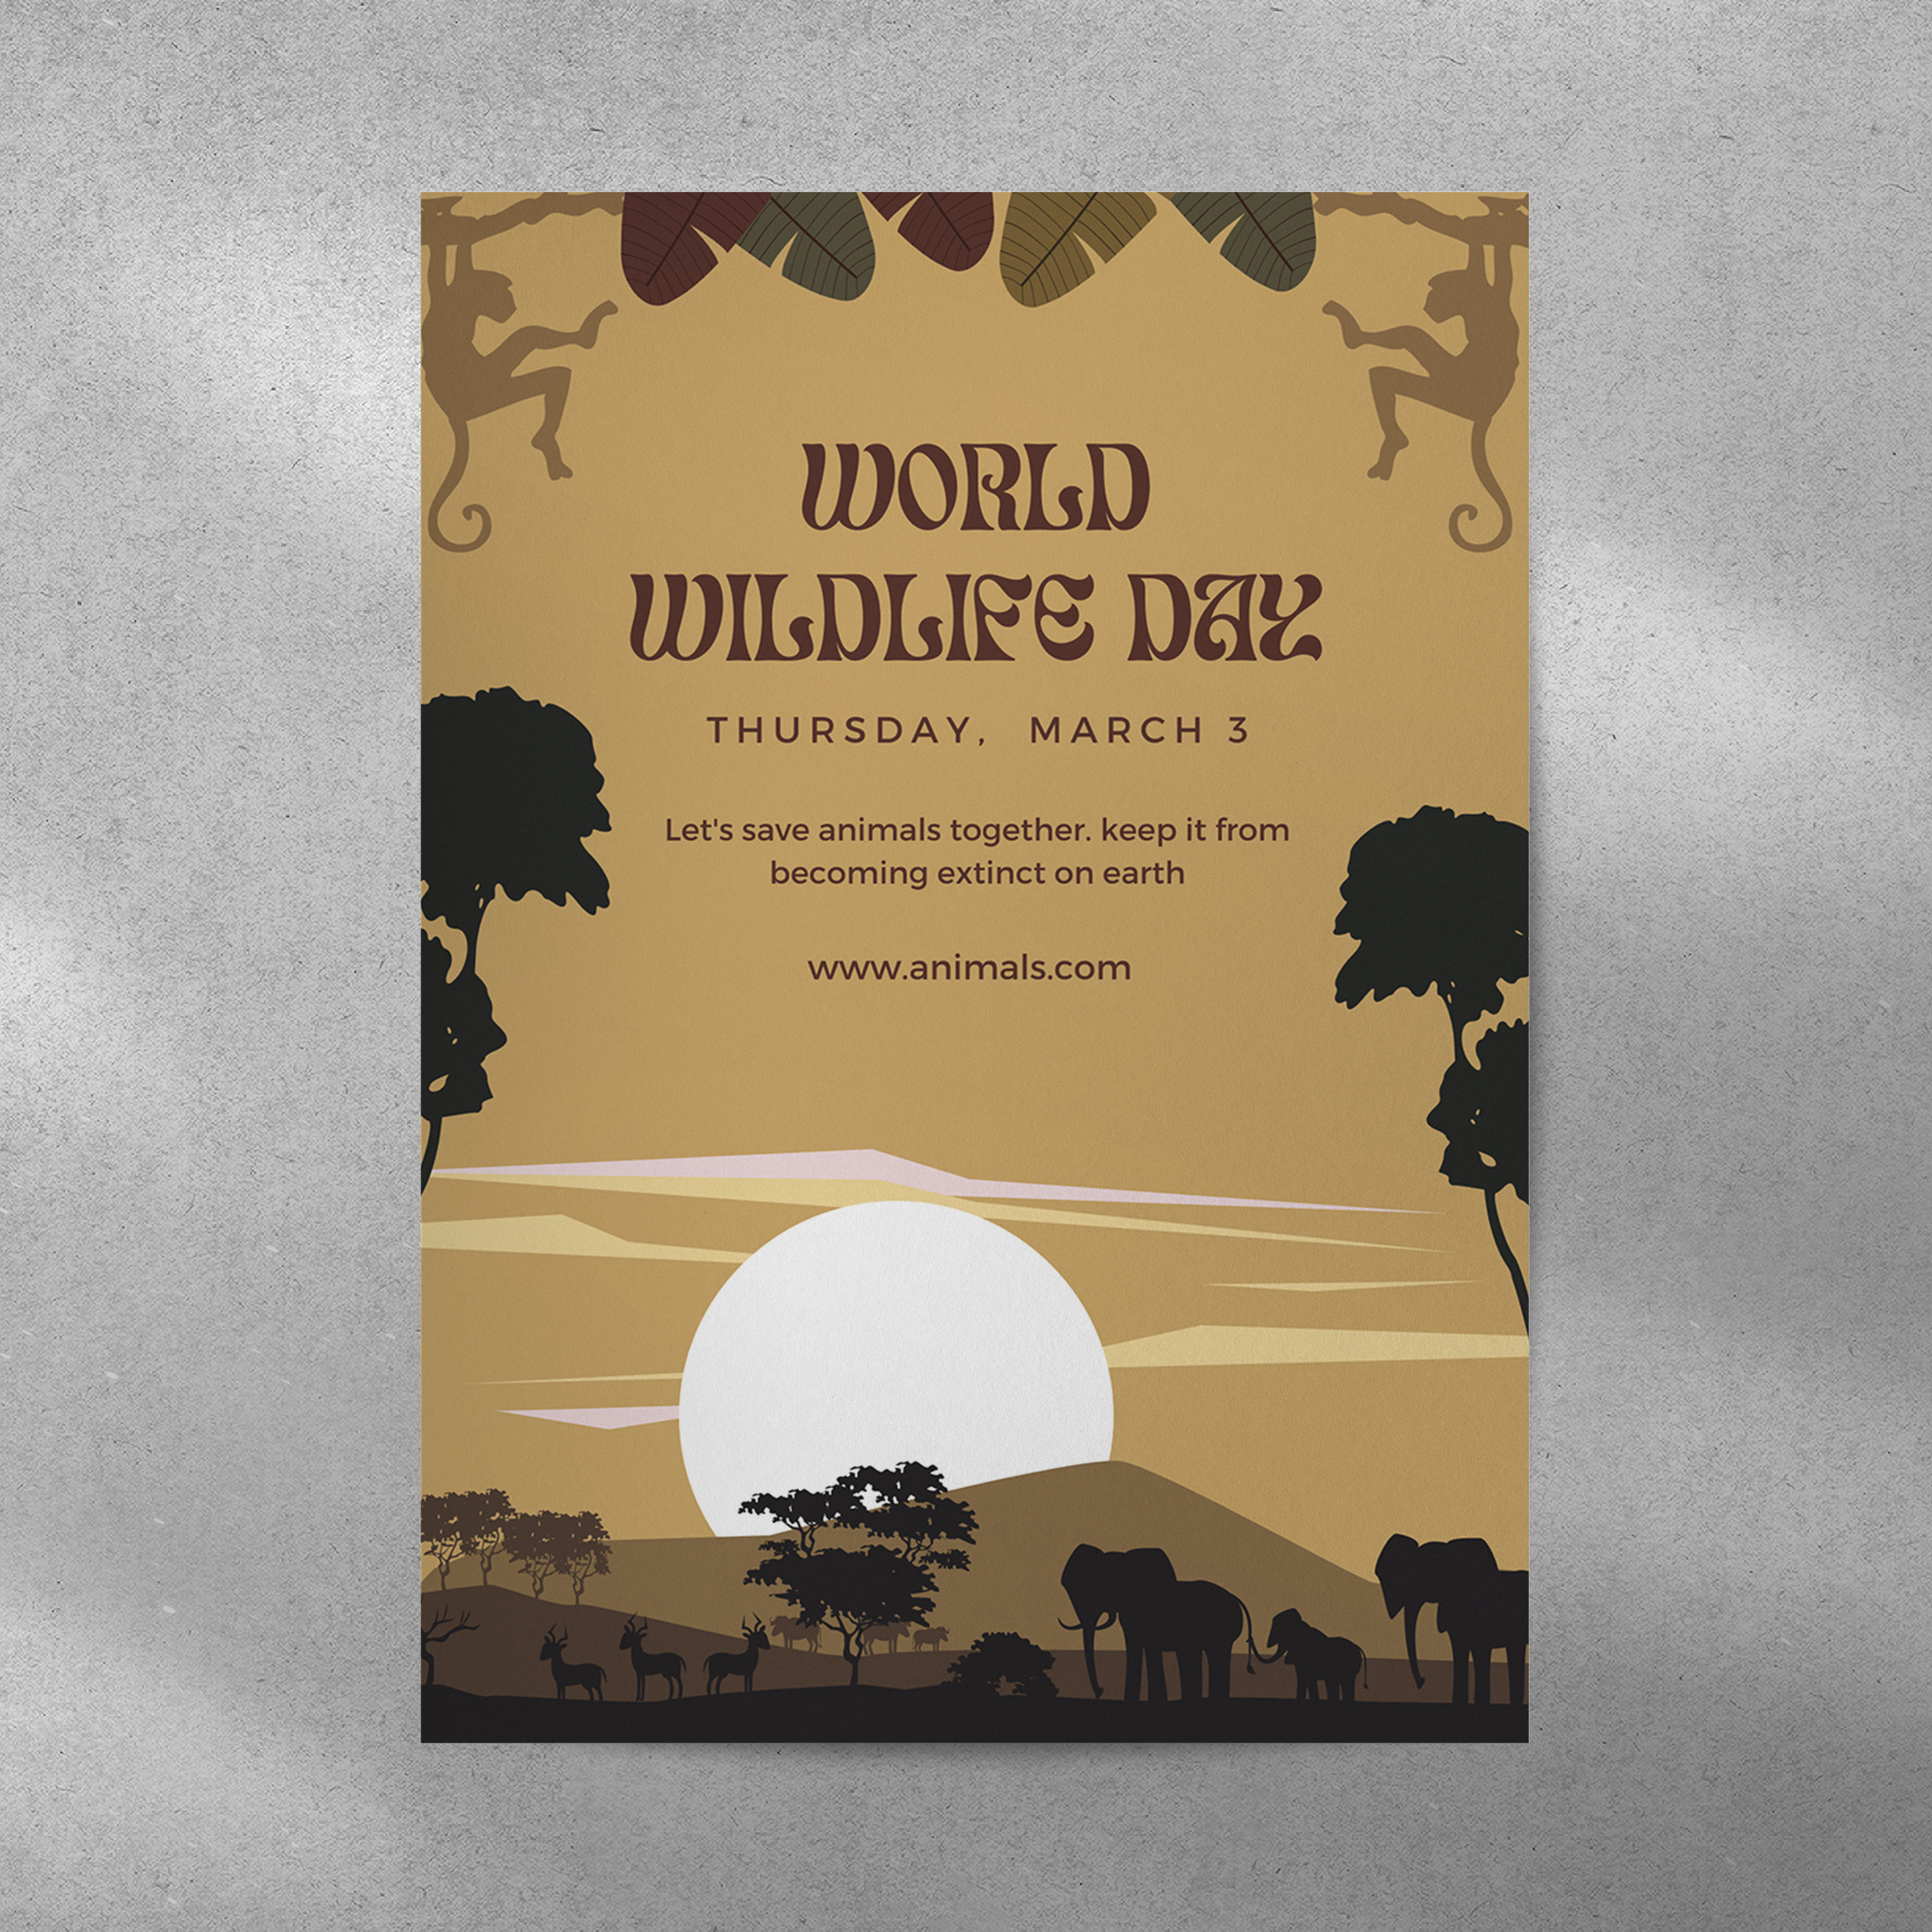 WORLD
WILDLIFE DAY
THURSDAY, MARCH 3
Let's save animals together. keep it from
becoming extinct on earth
www.animals.com